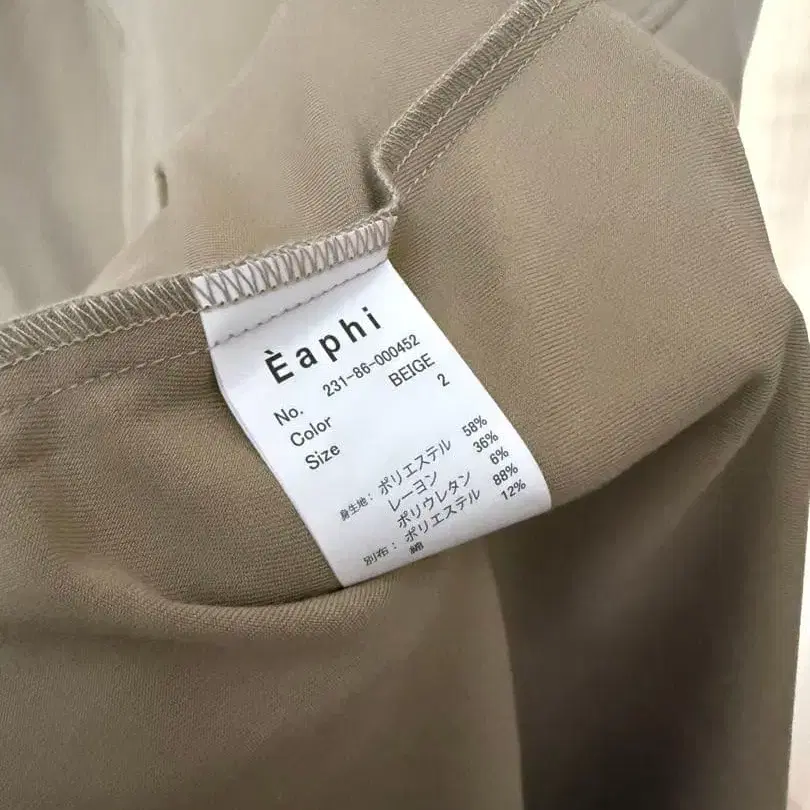 Èaphi
No. 231-86-000452
Color BEIGE
Size 2
身生地: ポリエステル 58%
レーヨン 36%
ポリウレタン 6%
別布: ポリエステル 88%
綿 12%